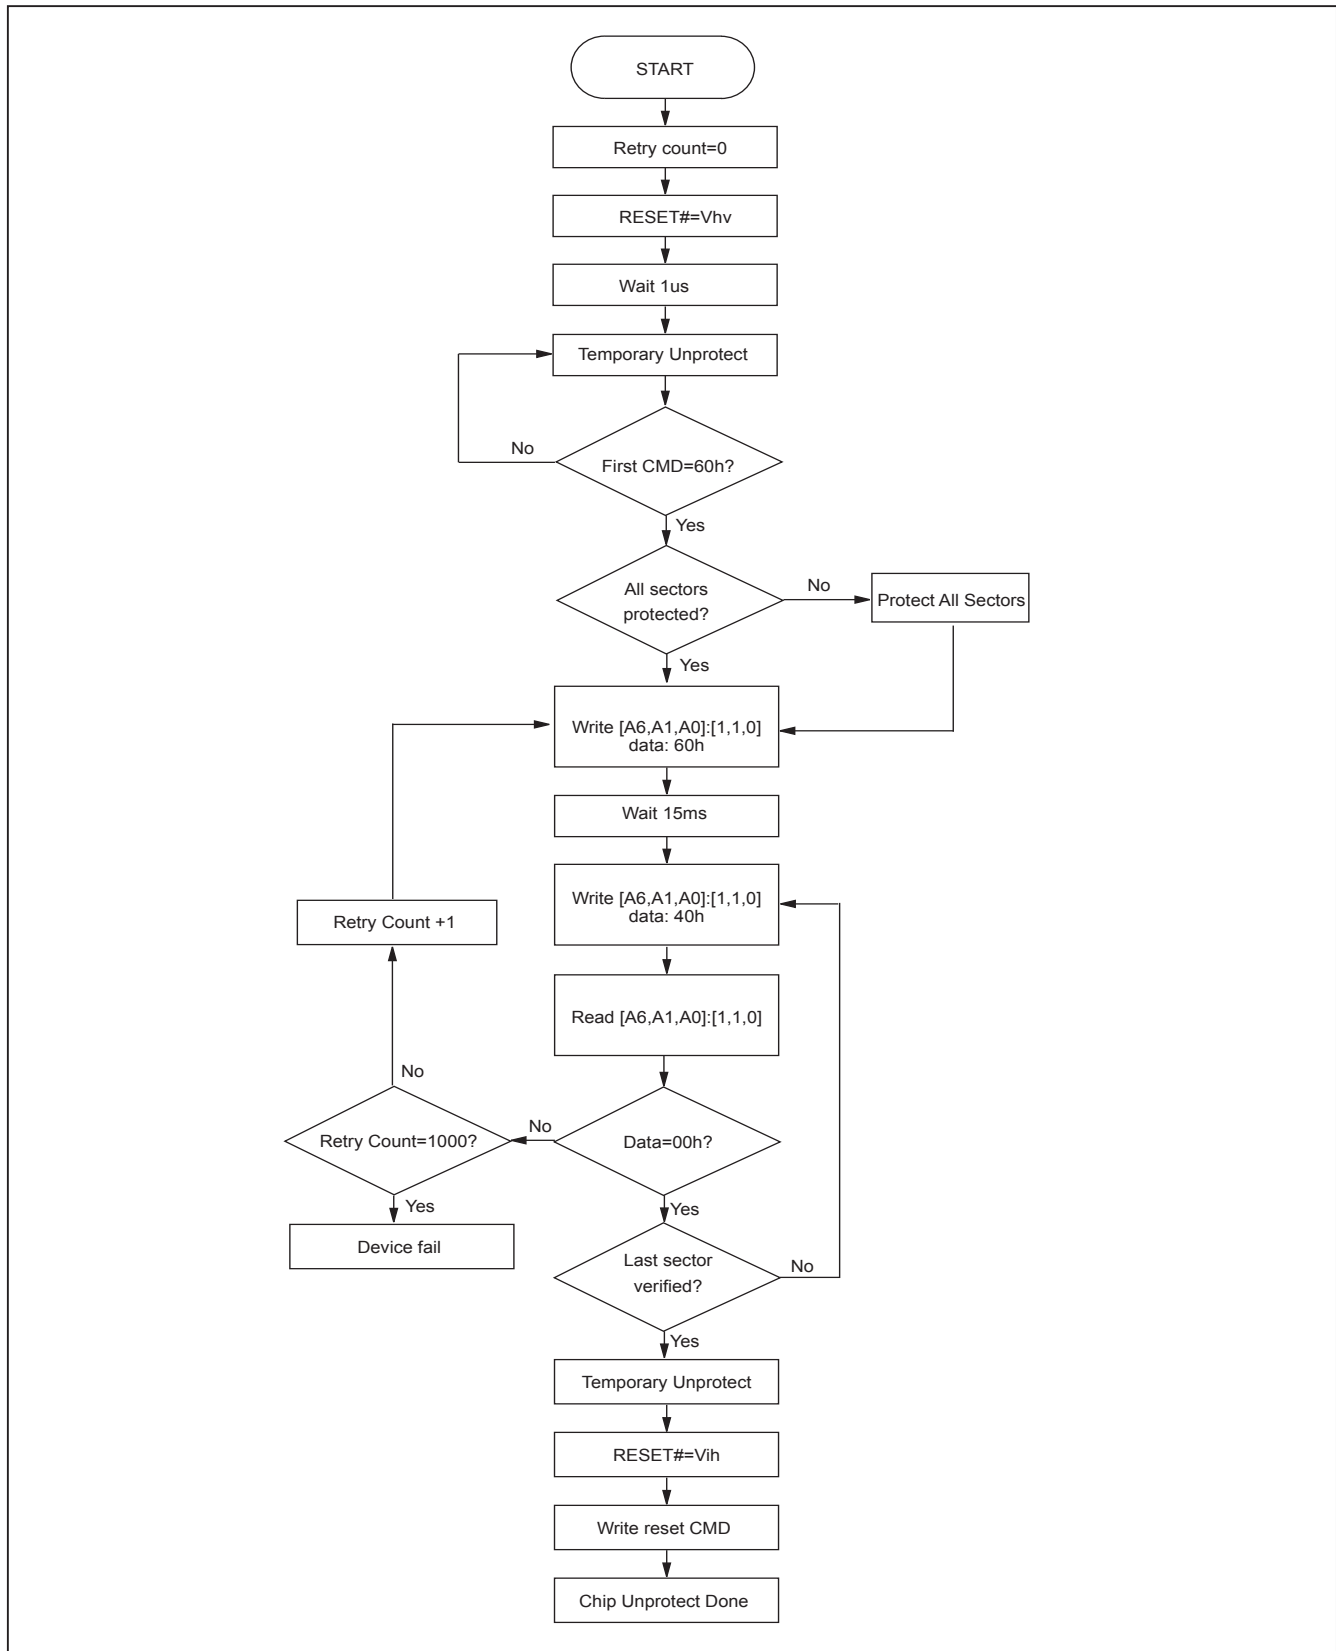 START
Retry count=0
RESET#=Vhv
Wait 1us
Temporary Unprotect
No
First CMD=60h?
Yes
All sectors
protected?
No
Protect All Sectors
Yes
Write [A6,A1,A0]:[1,1,0]
data: 60h
Wait 15ms
Write [A6,A1,A0]:[1,1,0]
data: 40h
Retry Count +1
Read [A6,A1,A0]:[1,1,0]
No
Retry Count=1000?
No
Data=00h?
Yes
Yes
Device fail
Last sector
verified?
No
Yes
Temporary Unprotect
RESET#=Vih
Write reset CMD
Chip Unprotect Done